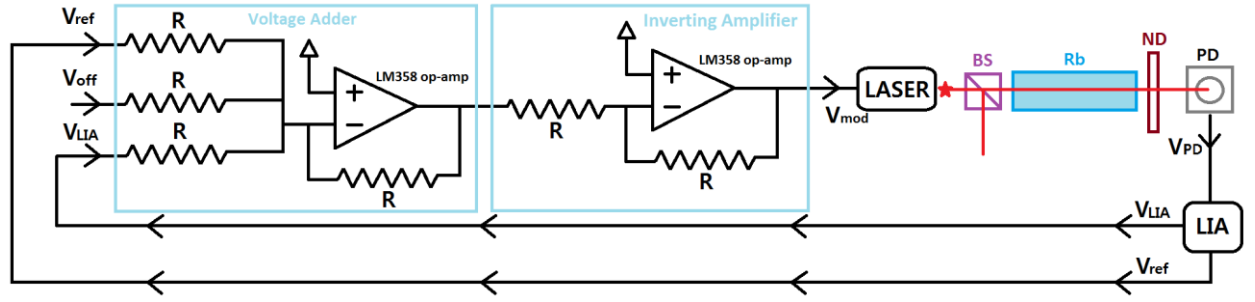 Vref
R
Voltage Adder
Inverting Amplifier
ND
LM358 op-amp
LM358 op-amp
BS
Rb
PD
Voff
R
LASER
VLIA
R
R
Vmod
R
R
VPD
VLIA
LIA
Vref